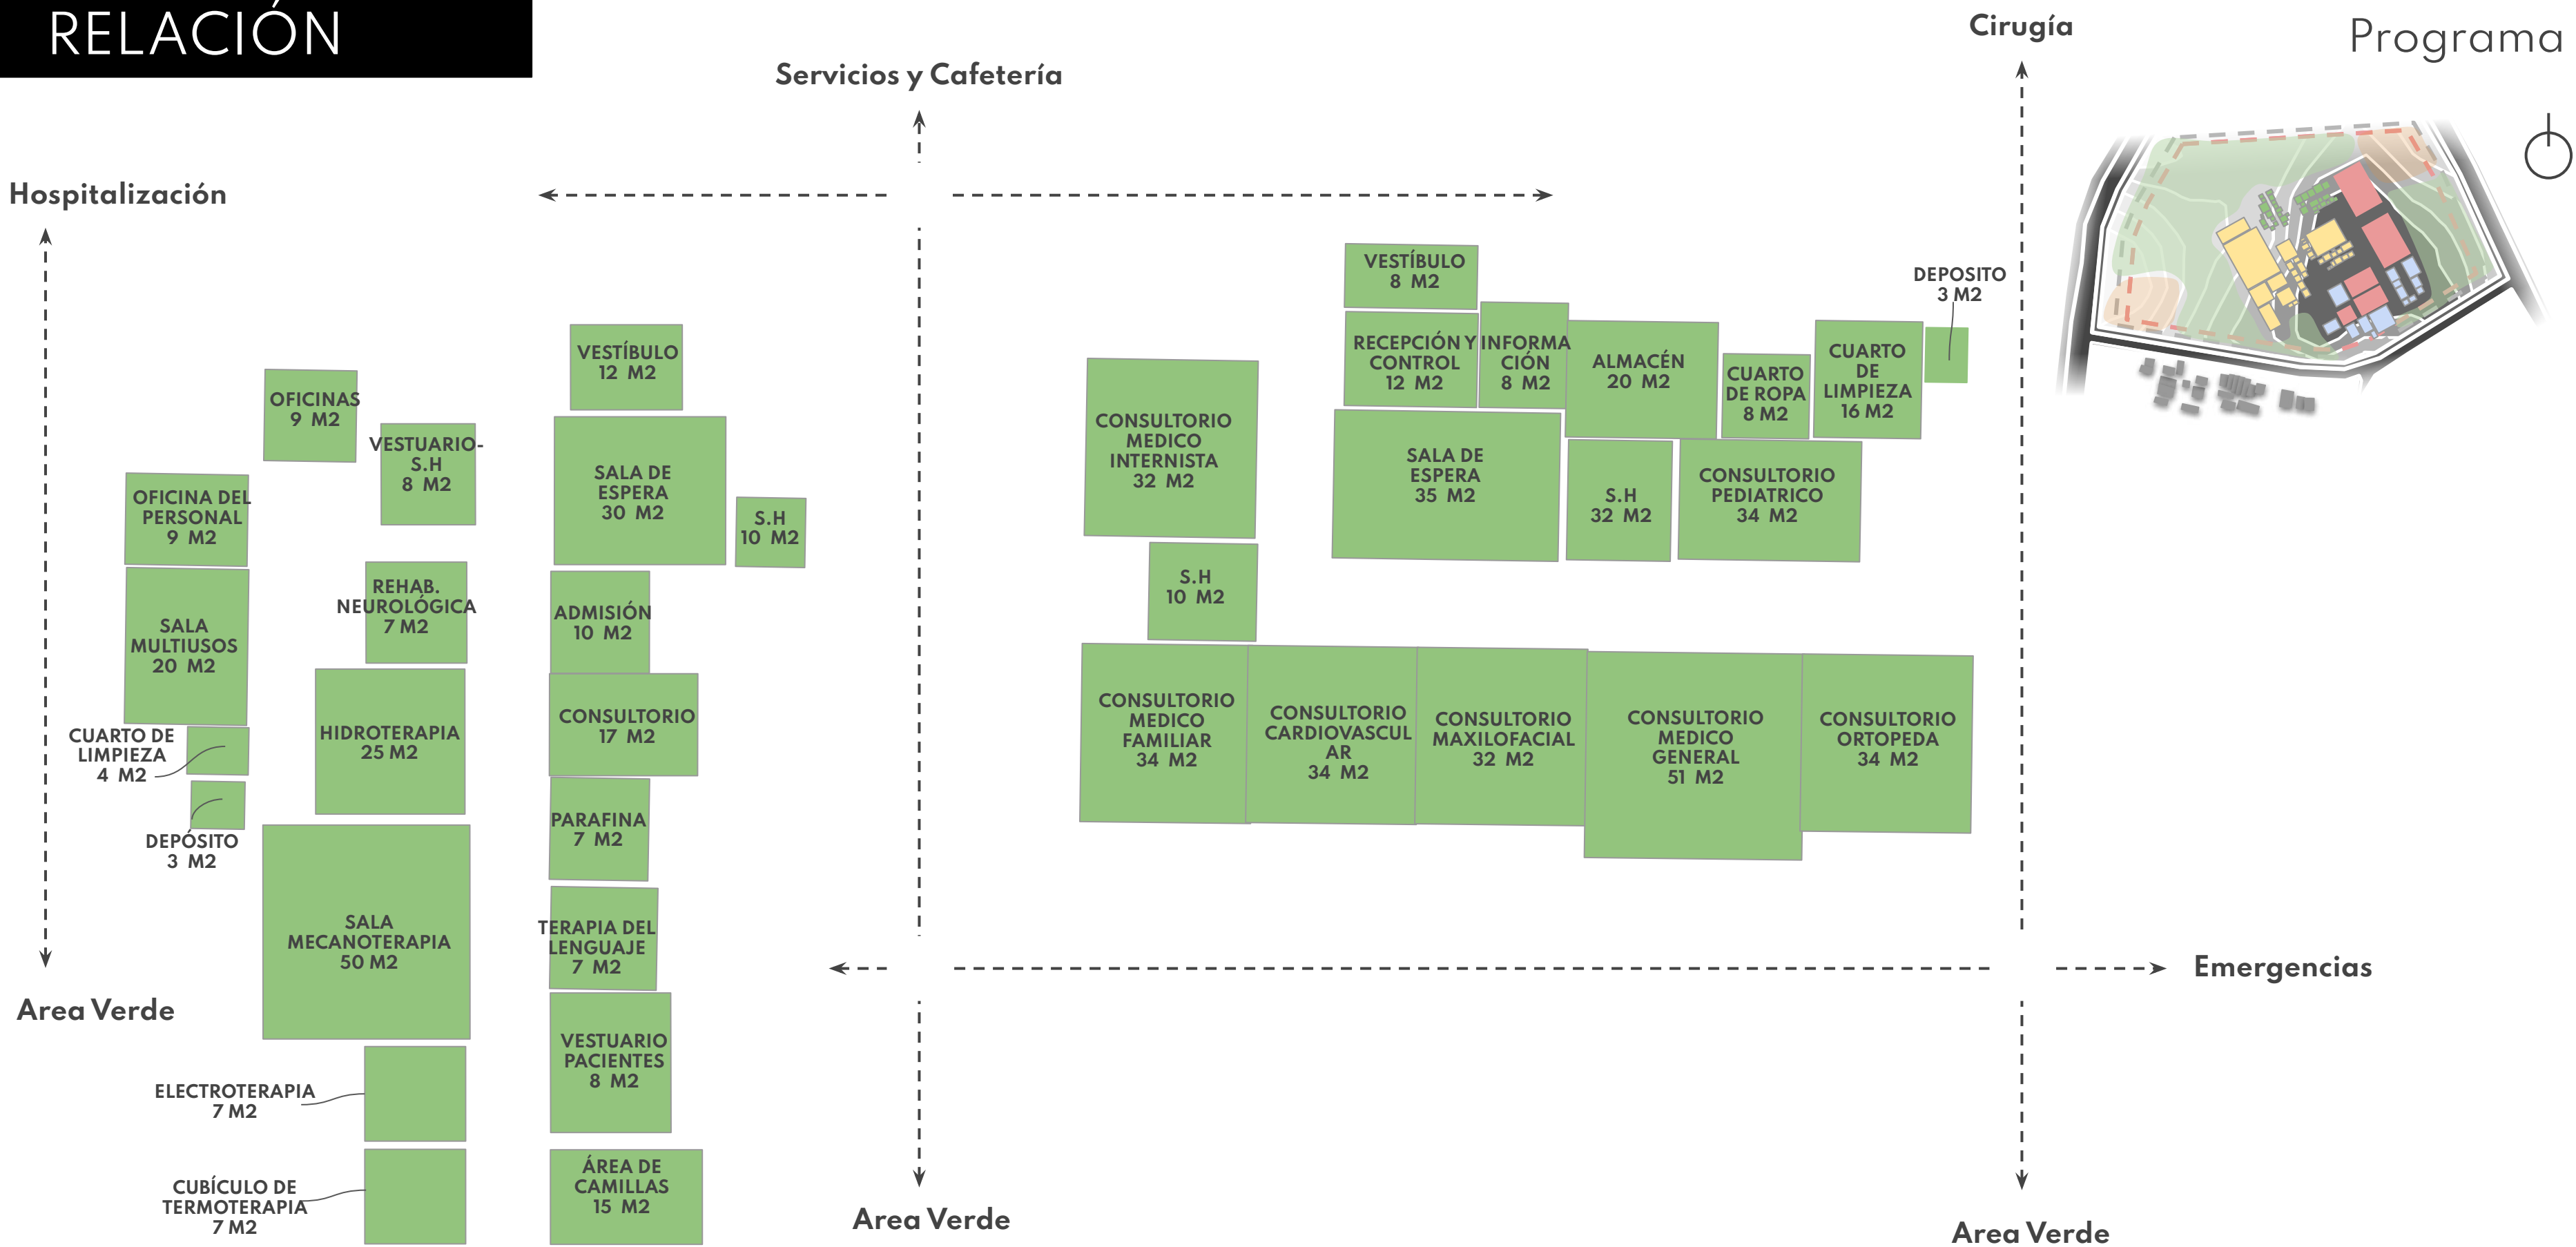 RELACIÓN
Programa
Cirugía
Servicios y Cafetería
Hospitalización
OFICINAS
9 M2
VESTUARIO-
S.H
8 M2
OFICINA DEL
PERSONAL
9 M2
SALA
MULTIUSOS
20 M2
CUARTO DE
LIMPIEZA
4 M2
DEPÓSITO
3 M2
REHAB.
NEUROLÓGICA
7 M2
HIDROTERAPIA
25 M2
SALA
MECANOTERAPIA
50 M2
ELECTROTERAPIA
7 M2
CUBÍCULO DE
TERMOTERAPIA
7 M2
VESTÍBULO
12 M2
SALA DE
ESPERA
30 M2
S.H
10 M2
ADMISIÓN
10 M2
CONSULTORIO
17 M2
PARAFINA
7 M2
TERAPIA DEL
LENGUAJE
7 M2
VESTUARIO
PACIENTES
8 M2
ÁREA DE
CAMILLAS
15 M2
VESTÍBULO
8 M2
RECEPCIÓN Y
CONTROL
12 M2
INFORMA
CIÓN
8 M2
ALMACÉN
20 M2
CUARTO
DE ROPA
8 M2
CUARTO
DE
LIMPIEZA
16 M2
DEPOSITO
3 M2
CONSULTORIO
MEDICO
INTERNISTA
32 M2
SALA DE
ESPERA
35 M2
S.H
32 M2
CONSULTORIO
PEDIATRICO
34 M2
S.H
10 M2
CONSULTORIO
MEDICO
FAMILIAR
34 M2
CONSULTORIO
CARDIOVASCUL
AR
34 M2
CONSULTORIO
MAXILOFACIAL
32 M2
CONSULTORIO
MEDICO
GENERAL
51 M2
CONSULTORIO
ORTOPEDA
34 M2
Emergencias
Area Verde
Area Verde
Area Verde